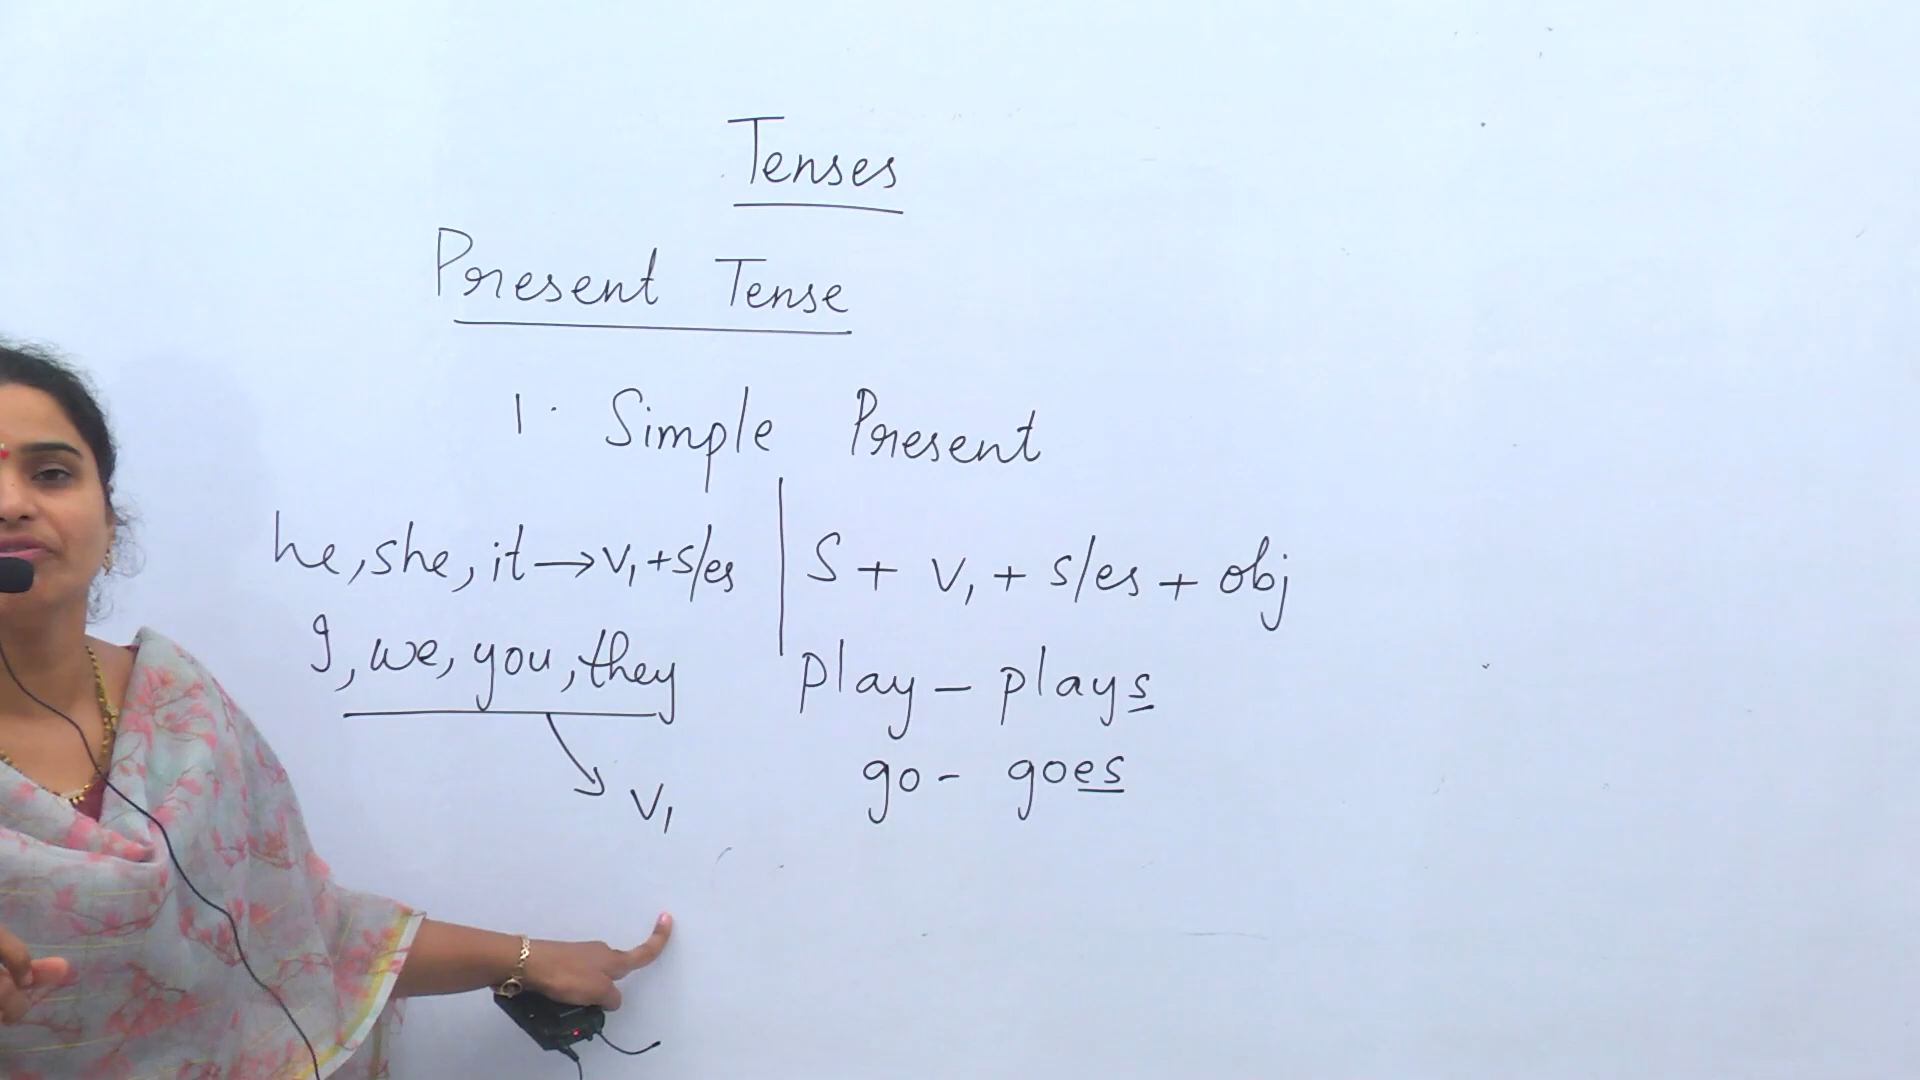 Tenses
Present Tense
1. Simple Present
he, she, it → V₁ + s/es | S + V₁ + s/es + obj
I, we, you, they
play - plays
go - goes
V₁